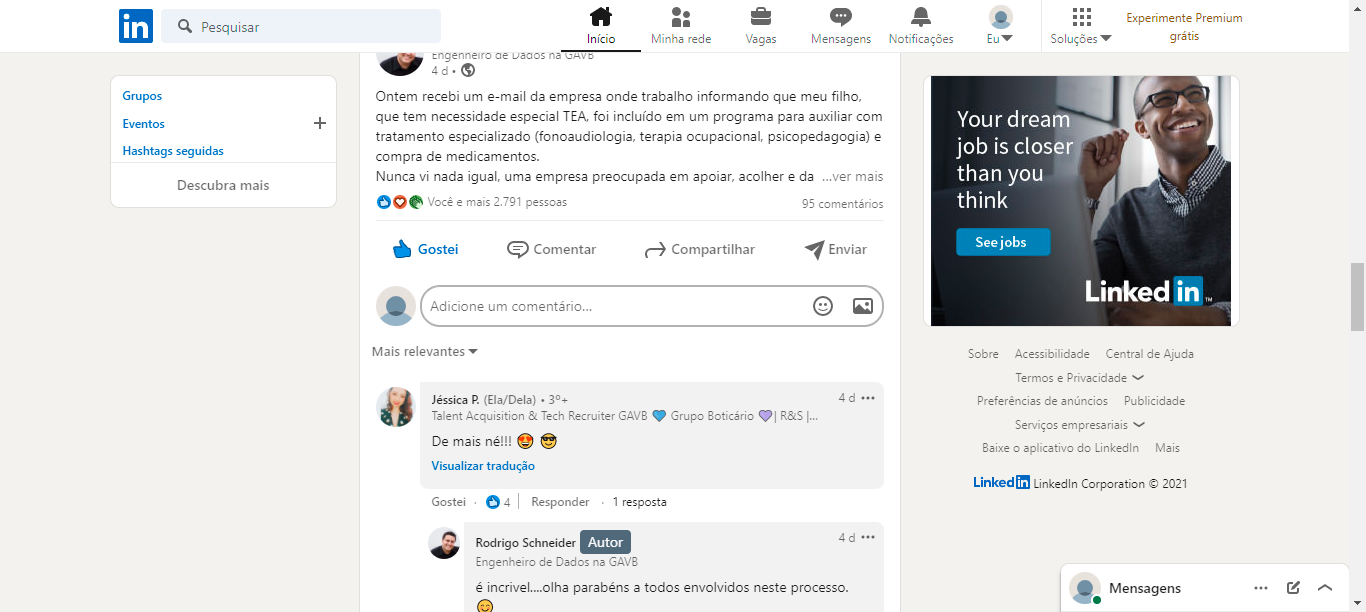 in
Pesquisar
Início
Minha rede
Vagas
Mensagens
Notificações
Eu
Soluções
Experimente Premium
grátis
Grupos
Eventos
Hashtags seguidas
Descubra mais
Engenheiro de Dados na GAVB
4 d •
Ontem recebi um e-mail da empresa onde trabalho informando que meu filho,
que tem necessidade especial TEA, foi incluído em um programa para auxiliar com
tratamento especializado (fonoaudiologia, terapia ocupacional, psicopedagogia) e
compra de medicamentos.
Nunca vi nada igual, uma empresa preocupada em apoiar, acolher e da ...ver mais
Você e mais 2.791 pessoas
95 comentários
Gostei
Comentar
Compartilhar
Enviar
Adicione um comentário...
Mais relevantes
Jéssica P. (Ela/Dela) • 3º+
4 d
Talent Acquisition & Tech Recruiter GAVB 💙 Grupo Boticário 💜| R&S |...
De mais né!!! 😍 😎
Visualizar tradução
Gostei · 4 | Responder · 1 resposta
Rodrigo Schneider Autor
4 d
Engenheiro de Dados na GAVB
é incrivel....olha parabéns a todos envolvidos neste processo.
😊
Your dream
job is closer
than you
think
See jobs
Linked in ™
Sobre Acessibilidade Central de Ajuda
Termos e Privacidade
Preferências de anúncios Publicidade
Serviços empresariais
Baixe o aplicativo do LinkedIn Mais
Linked in LinkedIn Corporation © 2021
Mensagens